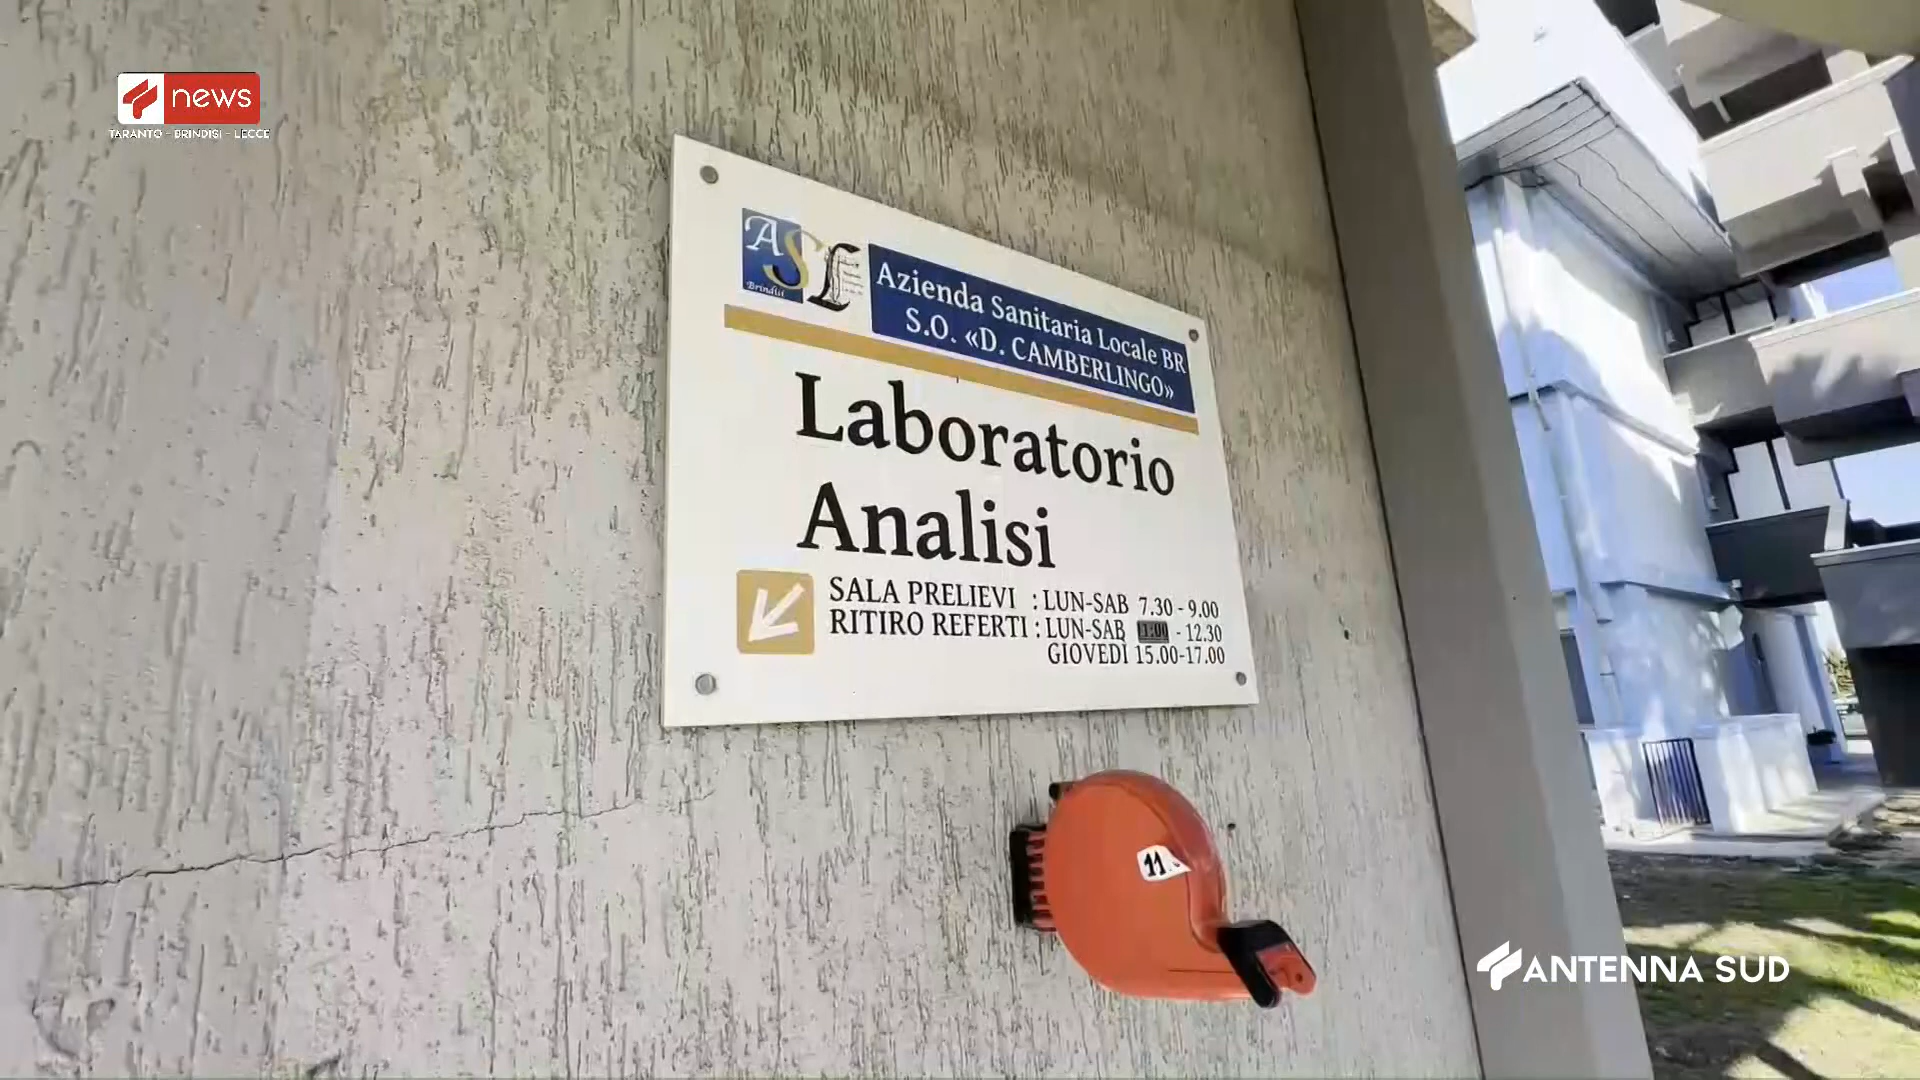 news
TARANTO - BRINDISI - LECCE
ASL
Brindisi
Azienda Sanitaria Locale BR
S.O. «D. CAMBERLINGO»
Laboratorio
Analisi
SALA PRELIEVI : LUN-SAB 7.30 - 9.00
RITIRO REFERTI : LUN-SAB 11:00 - 12.30
GIOVEDÌ 15.00-17.00
11
ANTENNA SUD